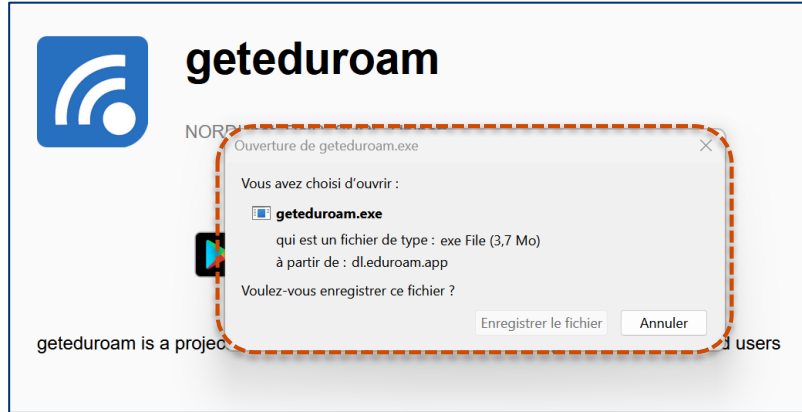 geteduroam
Ouverture de geteduroam.exe
Vous avez choisi d'ouvrir :
geteduroam.exe
qui est un fichier de type : exe File (3,7 Mo)
à partir de : dl.eduroam.app
Voulez-vous enregistrer ce fichier ?
Enregistrer le fichier Annuler
geteduroam is a users